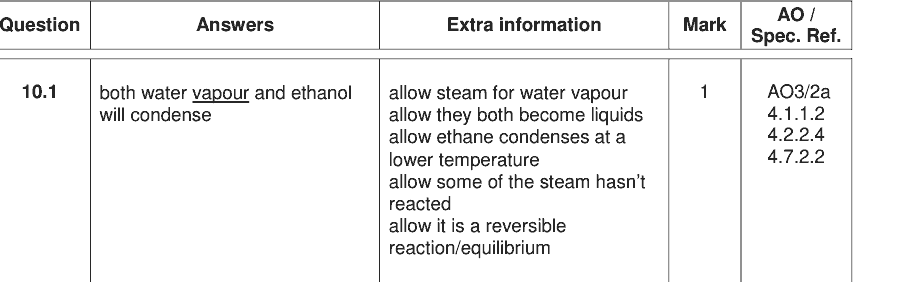 Question Answers Extra information Mark AO /
Spec. Ref.
10.1 both water vapour and ethanol will condense
allow steam for water vapour
allow they both become liquids
allow ethane condenses at a
lower temperature
allow some of the steam hasn't
reacted
allow it is a reversible
reaction/equilibrium
1
AO3/2a
4.1.1.2
4.2.2.4
4.7.2.2